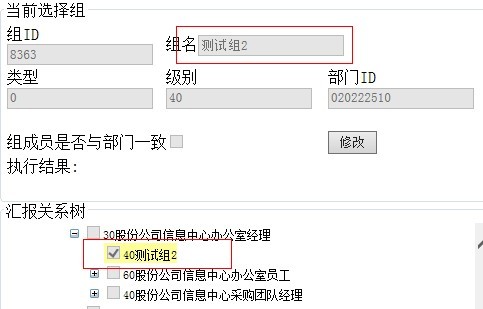 当前选择组
组ID
8363
组名 测试组2
类型 级别 部门ID
0 40 020222510
组成员是否与部门一致 修改
执行结果:
汇报关系树
30股份公司信息中心办公室经理
40测试组2
60股份公司信息中心办公室员工
40股份公司信息中心采购团队经理